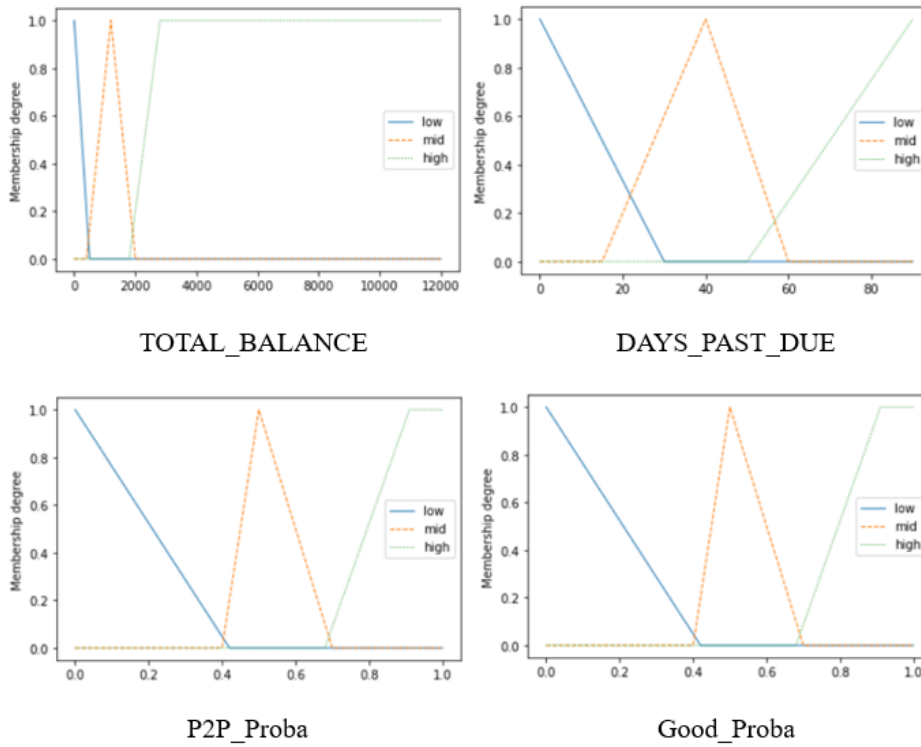 1.0
0.8
0.6
0.4
0.2
0.0
Membership degree
low
mid
high
0 2000 4000 6000 8000 10000 12000
TOTAL_BALANCE
1.0
0.8
0.6
0.4
0.2
0.0
Membership degree
low
mid
high
0 20 40 60 80
DAYS_PAST_DUE
1.0
0.8
0.6
0.4
0.2
0.0
Membership degree
low
mid
high
0.0 0.2 0.4 0.6 0.8 1.0
P2P_Proba
1.0
0.8
0.6
0.4
0.2
0.0
Membership degree
low
mid
high
0.0 0.2 0.4 0.6 0.8 1.0
Good_Proba